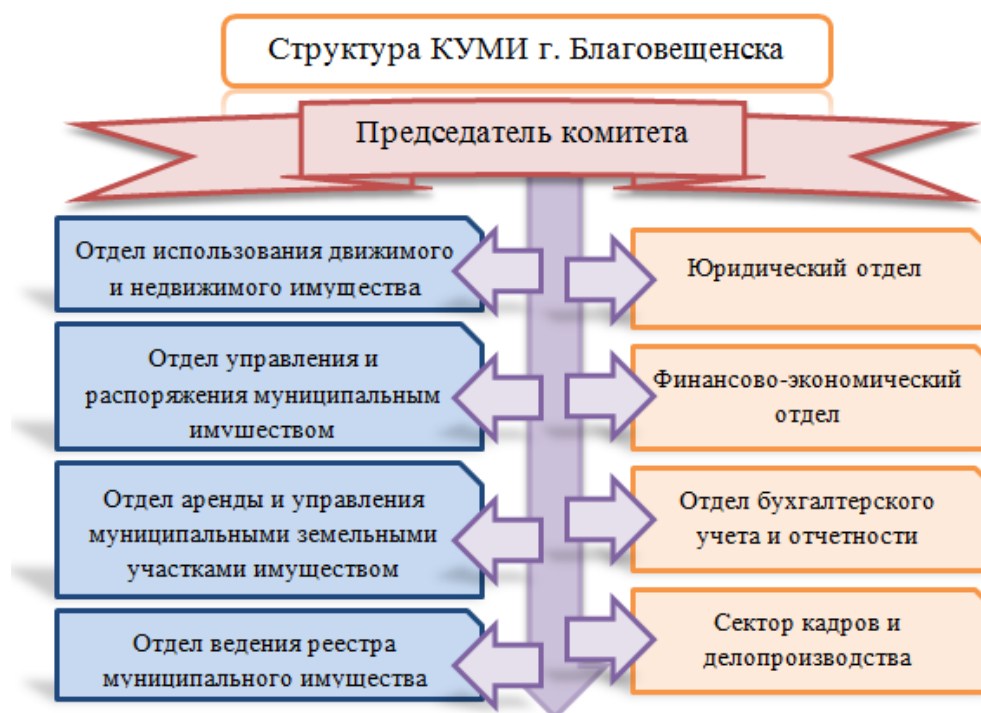 Структура КУМИ г. Благовещенска
Председатель комитета
Отдел использования движимого
и недвижимого имущества
Отдел управления и
распоряжения муниципальным
имуществом
Отдел аренды и управления
муниципальными земельными
участками имуществом
Отдел ведения реестра
муниципального имущества
Юридический отдел
Финансово-экономический
отдел
Отдел бухгалтерского
учета и отчетности
Сектор кадров и
делопроизводства